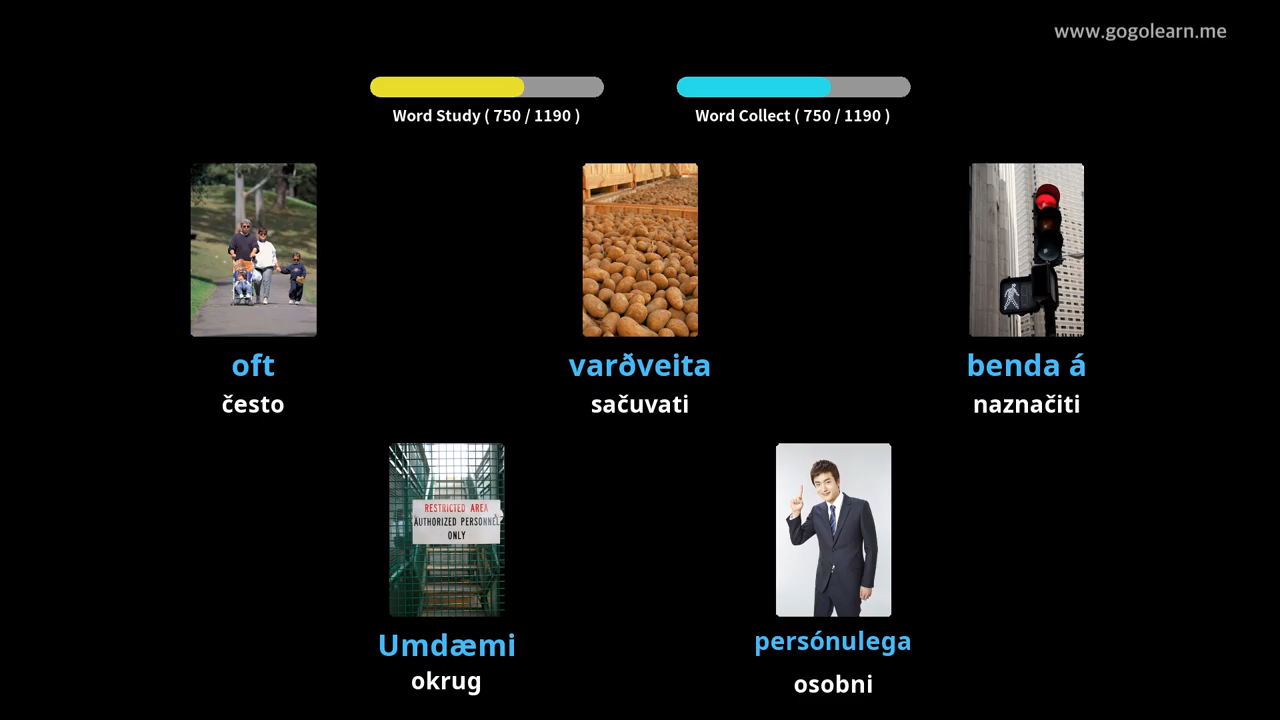 www.gogolearn.me
Word Study ( 750 / 1190 )
Word Collect ( 750 / 1190 )
oft
često
varðveita
sačuvati
benda á
naznačiti
RESTRICTED AREA
AUTHORIZED PERSONNEL
ONLY
Umdæmi
okrug
persónulega
osobni